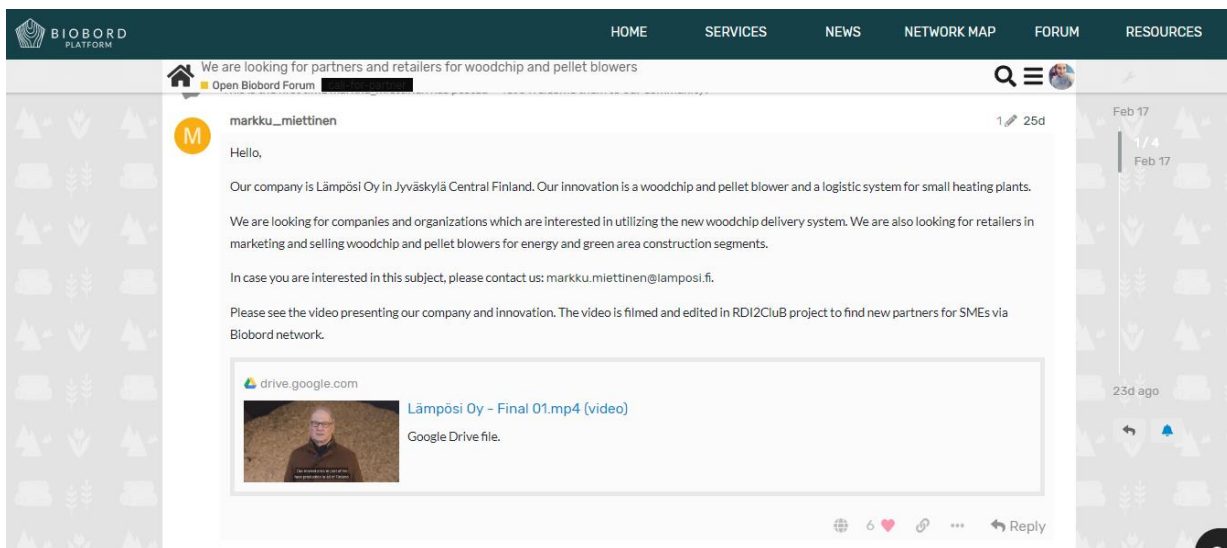 BIOBORD
PLATFORM
HOME
SERVICES
NEWS
NETWORK MAP
FORUM
RESOURCES
We are looking for partners and retailers for woodchip and pellet blowers
Open Biobord Forum
M
markku_miettinen
1
25d
Hello,
Our company is Lämpösi Oy in Jyväskylä Central Finland. Our innovation is a woodchip and pellet blower and a logistic system for small heating plants.
We are looking for companies and organizations which are interested in utilizing the new woodchip delivery system. We are also looking for retailers in
marketing and selling woodchip and pellet blowers for energy and green area construction segments.
In case you are interested in this subject, please contact us: markku.miettinen@lamposi.fi.
Please see the video presenting our company and innovation. The video is filmed and edited in RDI2CluB project to find new partners for SMEs via
Biobord network.
drive.google.com
Lämpösi Oy - Final 01.mp4 (video)
Google Drive file.
6
Reply
Feb 17
1 / 4
Feb 17
23d ago